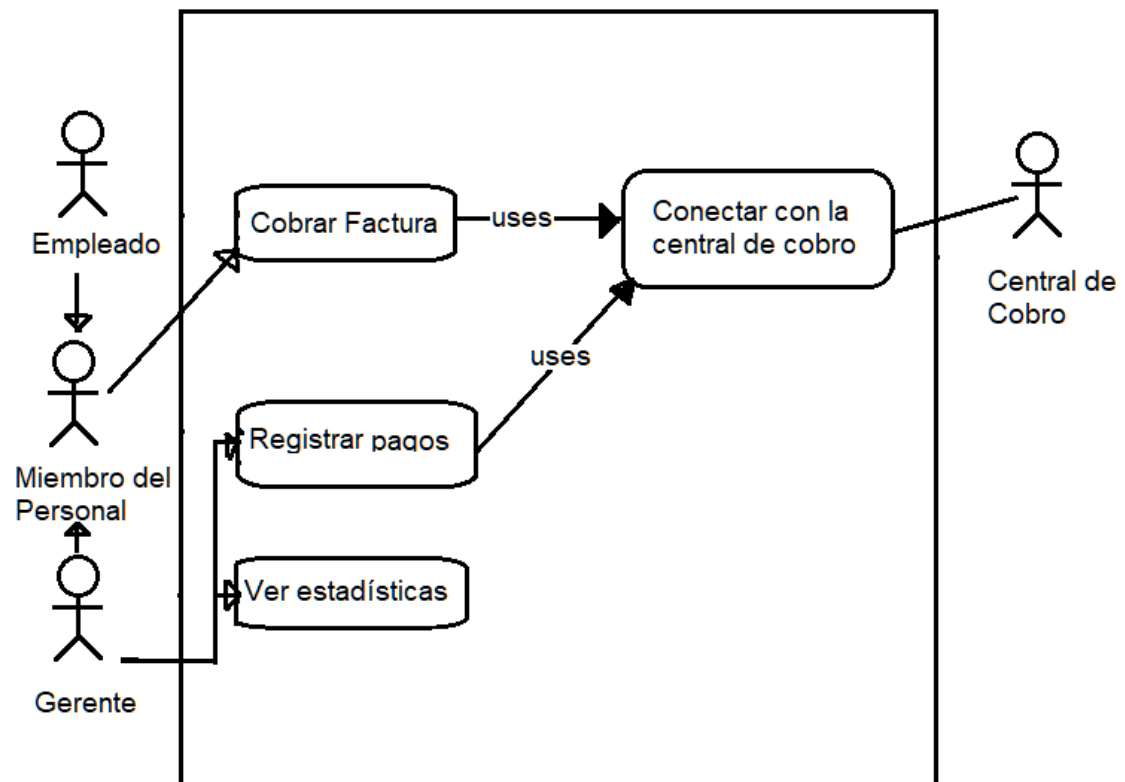 Empleado
Cobrar Factura
uses
Conectar con la
central de cobro
Central de
Cobro
uses
Miembro del
Personal
Registrar pagos
Ver estadísticas
Gerente